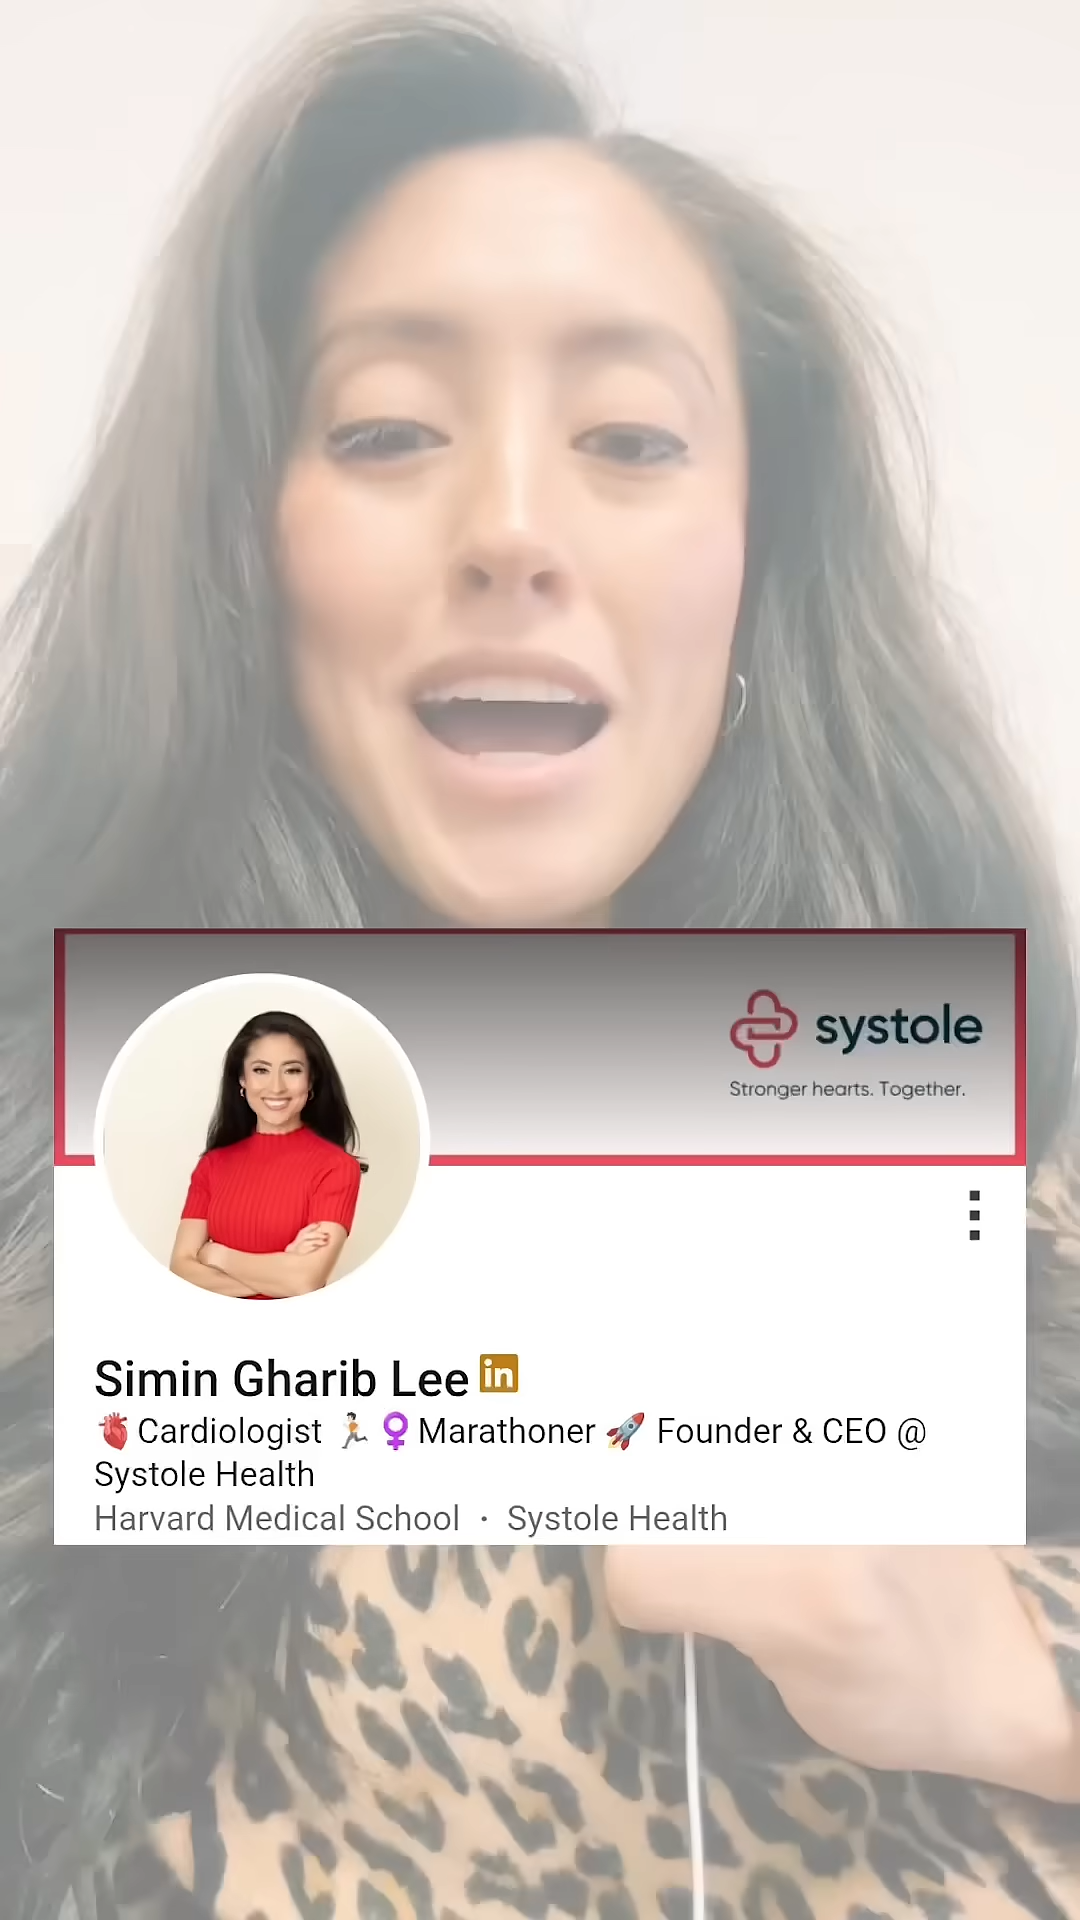 systole
Stronger hearts. Together.
Simin Gharib Lee in
🫀Cardiologist 🏃🏻‍♀️Marathoner 🚀 Founder & CEO @
Systole Health
Harvard Medical School · Systole Health